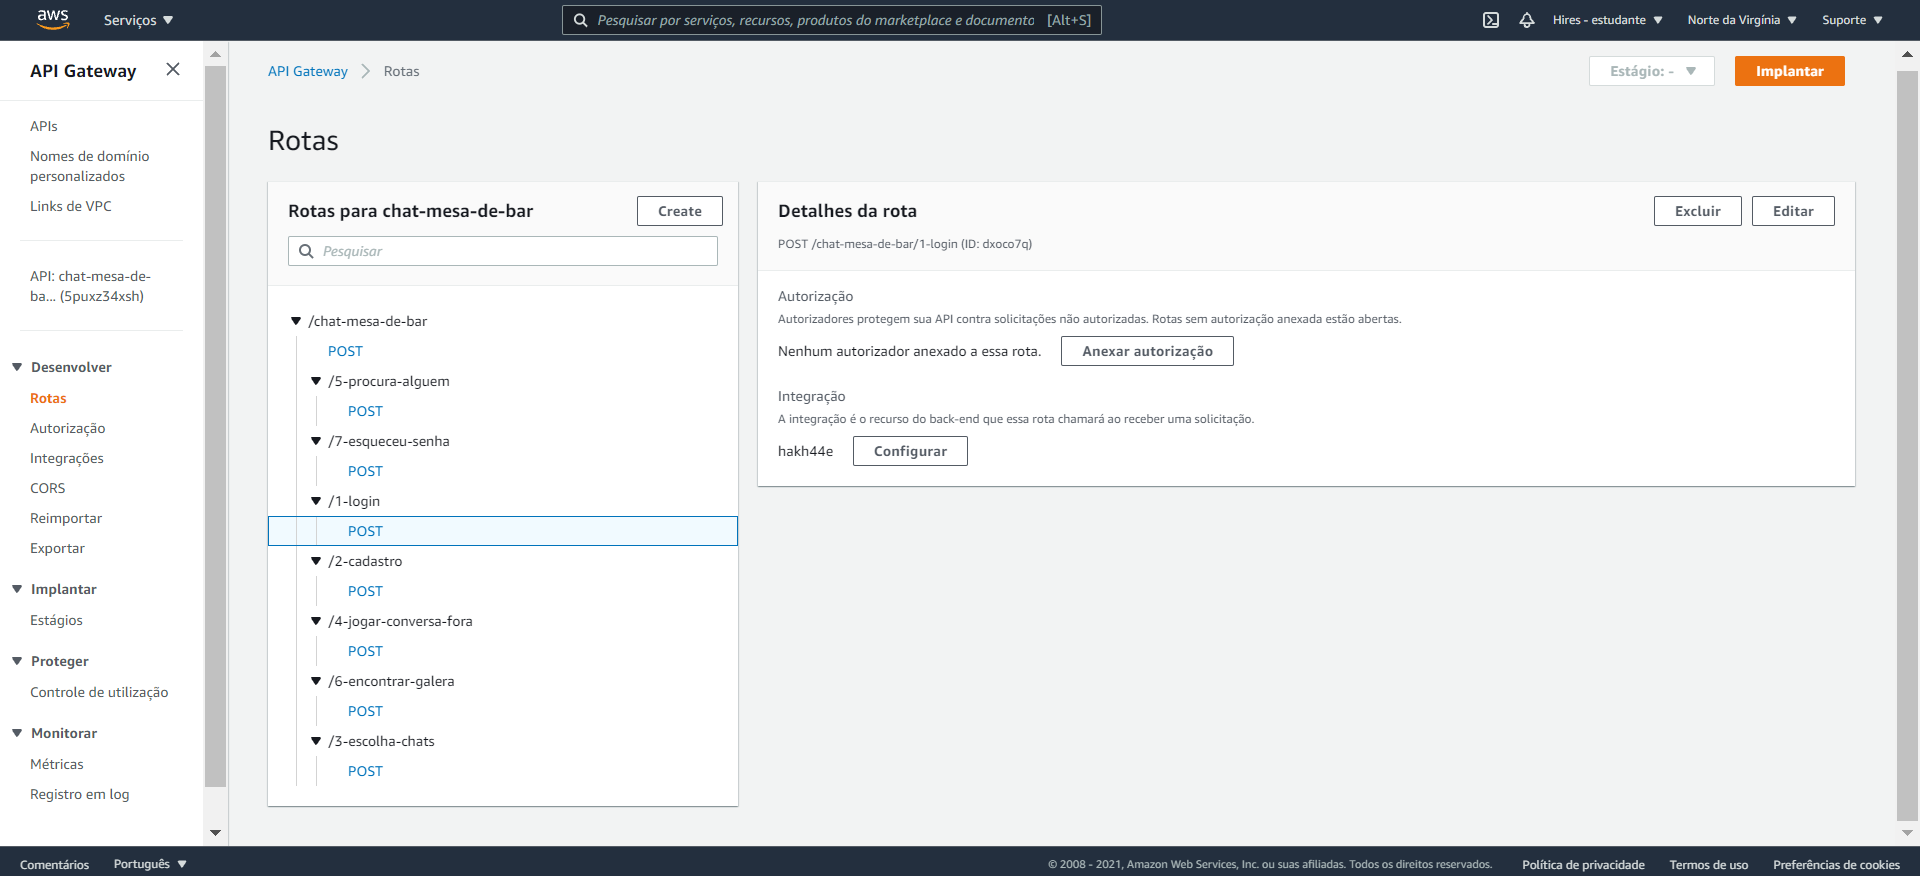 aws
Serviços
Pesquisar por serviços, recursos, produtos do marketplace e documento [Alt+S]
Hires - estudante
Norte da Virgínia
Suporte
API Gateway
APIs
Nomes de domínio
personalizados
Links de VPC
API: chat-mesa-de-
ba... (5puxz34xsh)
Desenvolver
Rotas
Autorização
Integrações
CORS
Reimportar
Exportar
Implantar
Estágios
Proteger
Controle de utilização
Monitorar
Métricas
Registro em log
API Gateway
Rotas
Estágio: -
Implantar
Rotas
Rotas para chat-mesa-de-bar
Create
Pesquisar
/chat-mesa-de-bar
POST
/5-procura-alguem
POST
/7-esqueceu-senha
POST
/1-login
POST
/2-cadastro
POST
/4-jogar-conversa-fora
POST
/6-encontrar-galera
POST
/3-escolha-chats
POST
Detalhes da rota
Excluir
Editar
POST /chat-mesa-de-bar/1-login (ID: dxoco7q)
Autorização
Autorizadores protegem sua API contra solicitações não autorizadas. Rotas sem autorização anexada estão abertas.
Nenhum autorizador anexado a essa rota.
Anexar autorização
Integração
A integração é o recurso do back-end que essa rota chamará ao receber uma solicitação.
hakh44e
Configurar
Comentários
Português
© 2008 - 2021, Amazon Web Services, Inc. ou suas afiliadas. Todos os direitos reservados.
Política de privacidade
Termos de uso
Preferências de cookies